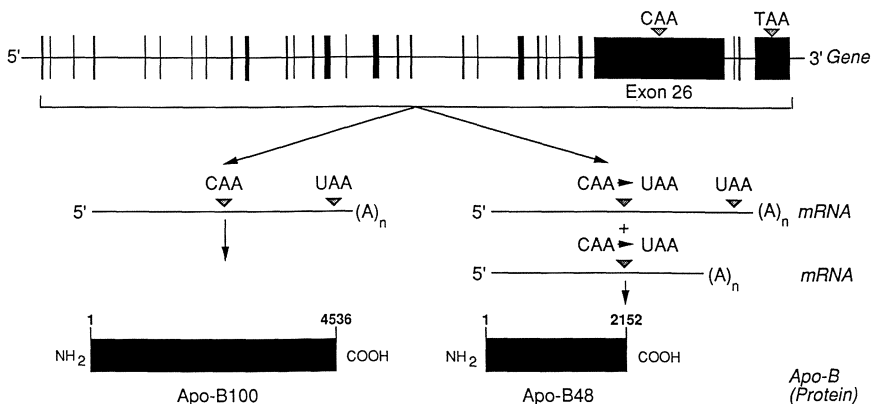 CAA TAA
5' 3' Gene
Exon 26
CAA UAA CAA UAA UAA
5' (A)n 5' (A)n mRNA
+
CAA UAA
5' (A)n mRNA
1 4536 1 2152
NH2 COOH NH2 COOH
Apo-B100 Apo-B48 Apo-B
(Protein)